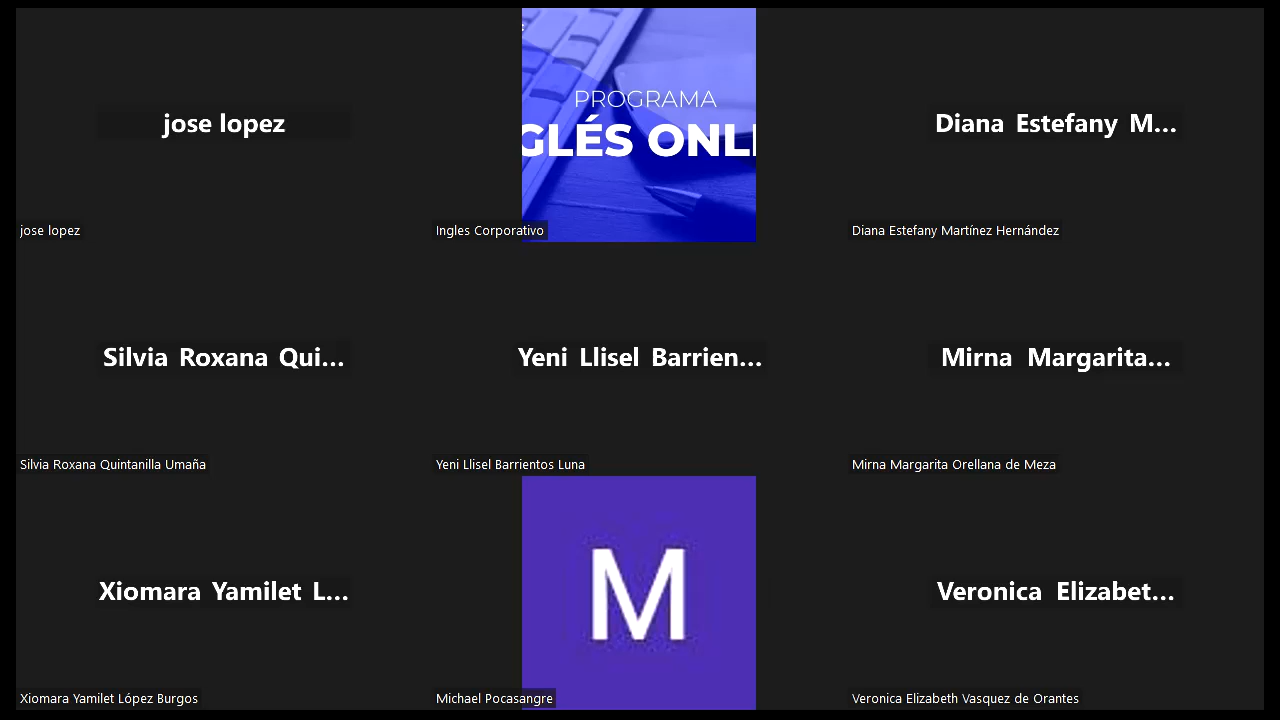 jose lopez
jose lopez
PROGRAMA
GLÉS ONLI
Ingles Corporativo
Diana Estefany M...
Diana Estefany Martínez Hernández
Silvia Roxana Qui...
Silvia Roxana Quintanilla Umaña
Yeni Llisel Barrien...
Yeni Llisel Barrientos Luna
Mirna Margarita...
Mirna Margarita Orellana de Meza
Xiomara Yamilet L...
Xiomara Yamilet López Burgos
M
Michael Pocasangre
Veronica Elizabet...
Veronica Elizabeth Vasquez de Orantes